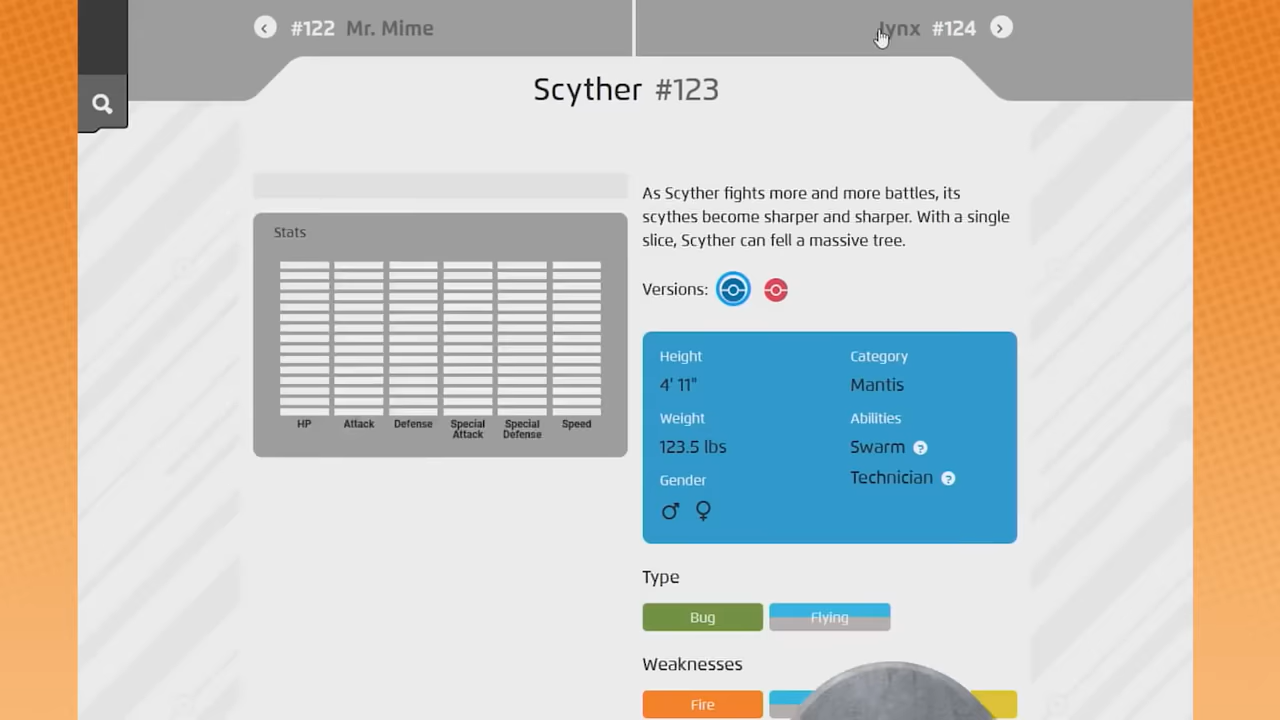 #122 Mr. Mime
Jynx #124
Scyther #123
As Scyther fights more and more battles, its
scythes become sharper and sharper. With a single
slice, Scyther can fell a massive tree.
Versions:
Stats
HP
Attack
Defense
Special
Attack
Special
Defense
Speed
Height
4' 11"
Weight
123.5 lbs
Gender
Category
Mantis
Abilities
Swarm ?
Technician ?
Type
Bug
Flying
Weaknesses
Fire